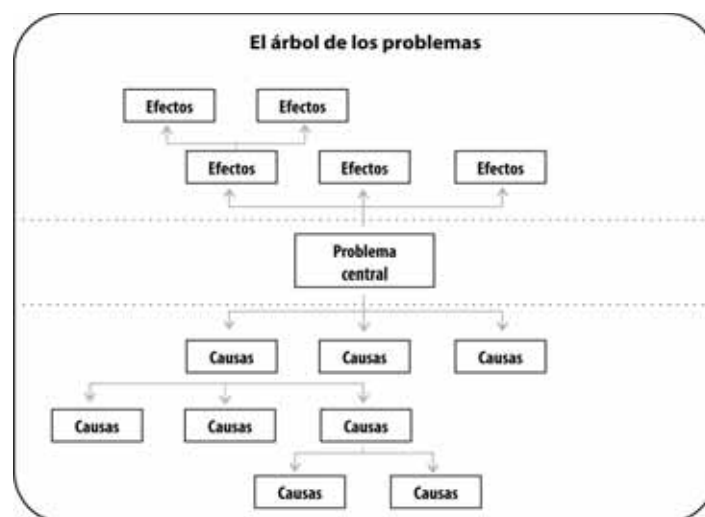 El árbol de los problemas
Efectos
Efectos
Efectos
Efectos
Efectos
Problema
central
Causas
Causas
Causas
Causas
Causas
Causas
Causas
Causas